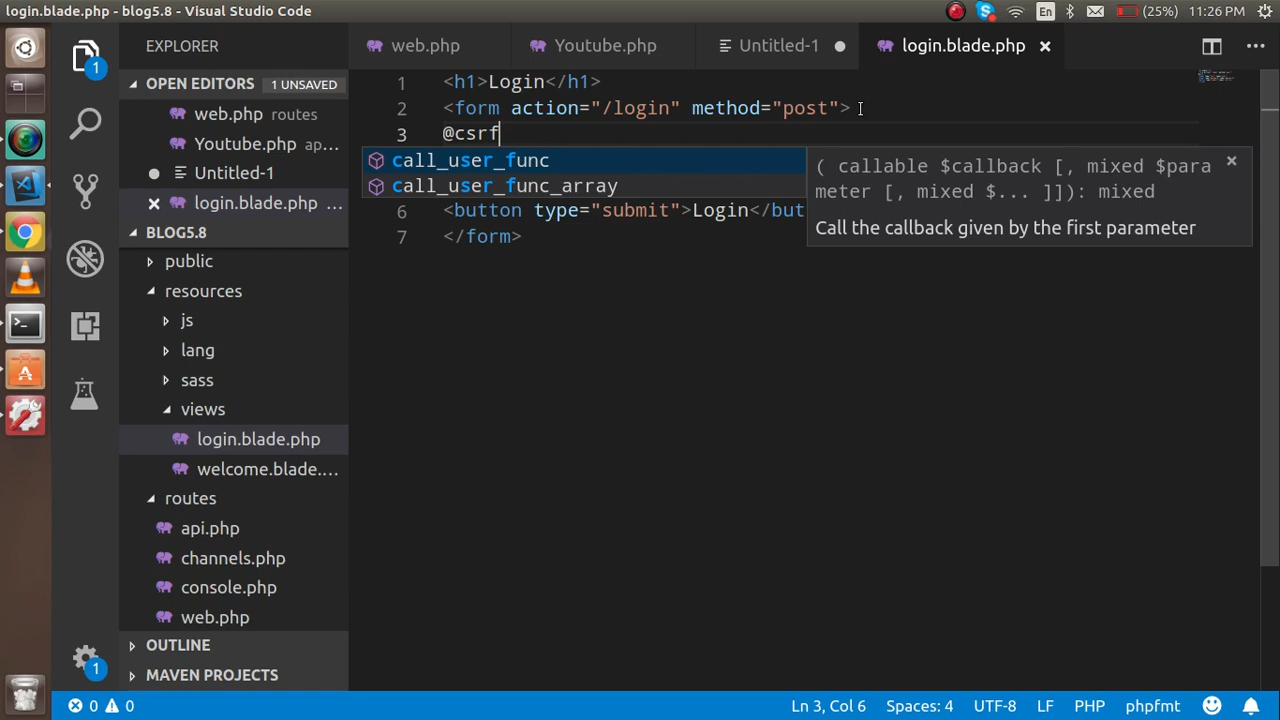 login.blade.php - blog5.8 - Visual Studio Code
En
(25%)
11:26 PM
EXPLORER
OPEN EDITORS
1 UNSAVED
web.php routes
Youtube.php ap...
Untitled-1
login.blade.php ...
BLOG5.8
public
resources
js
lang
sass
views
login.blade.php
welcome.blade....
routes
api.php
channels.php
console.php
web.php
OUTLINE
MAVEN PROJECTS
1
1
web.php
Youtube.php
Untitled-1
login.blade.php
1 <h1>Login</h1>
2 <form action="/login" method="post">
3 @csrf
call_user_func
call_user_func_array
6 <button type="submit">Login</but
7 </form>
( callable $callback [, mixed $para
meter [, mixed $... ]]): mixed
Call the callback given by the first parameter
0 0
Ln 3, Col 6
Spaces: 4
UTF-8
LF
PHP
phpfmt